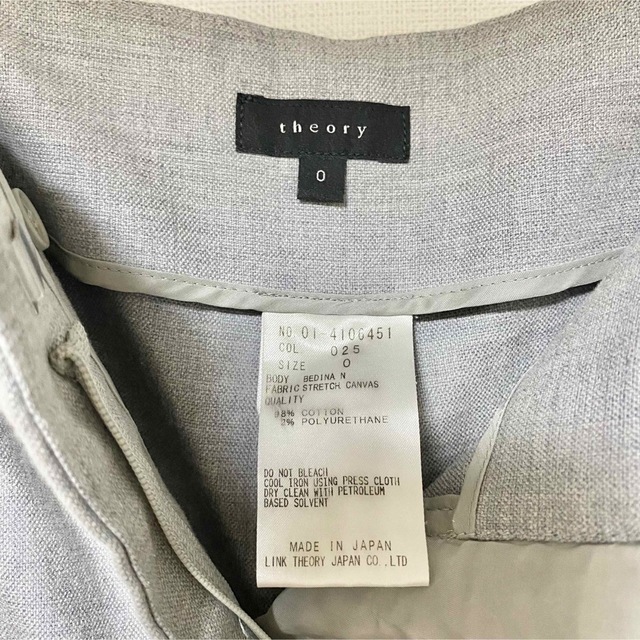 theory
0
NO. 01-4106451
COL. 025
SIZE 0
BODY BEDINA N
FABRIC STRETCH CANVAS
QUALITY
98% COTTON
2% POLYURETHANE
DO NOT BLEACH
COOL IRON USING PRESS CLOTH
DRY CLEAN WITH PETROLEUM
BASED SOLVENT
MADE IN JAPAN
LINK THEORY JAPAN CO.,LTD